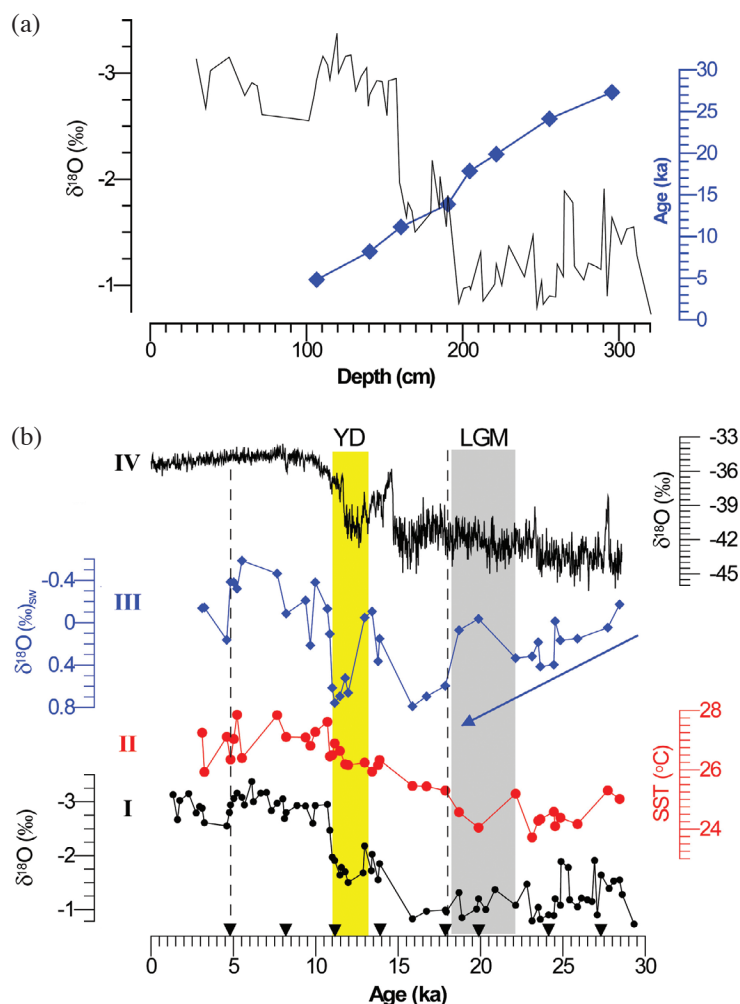 (a)
-3
-2
-1
δ¹⁸O (‰)
30
25
20
15
10
5
0
Age (ka)
0 100 200 300
Depth (cm)
(b)
YD LGM
IV
-33
-36
-39
-42
-45
δ¹⁸O (‰)
III
-0.4
0
0.4
0.8
δ¹⁸O (‰)SW
II
28
26
24
SST (°C)
I
-3
-2
-1
δ¹⁸O (‰)
0 5 10 15 20 25 30
Age (ka)